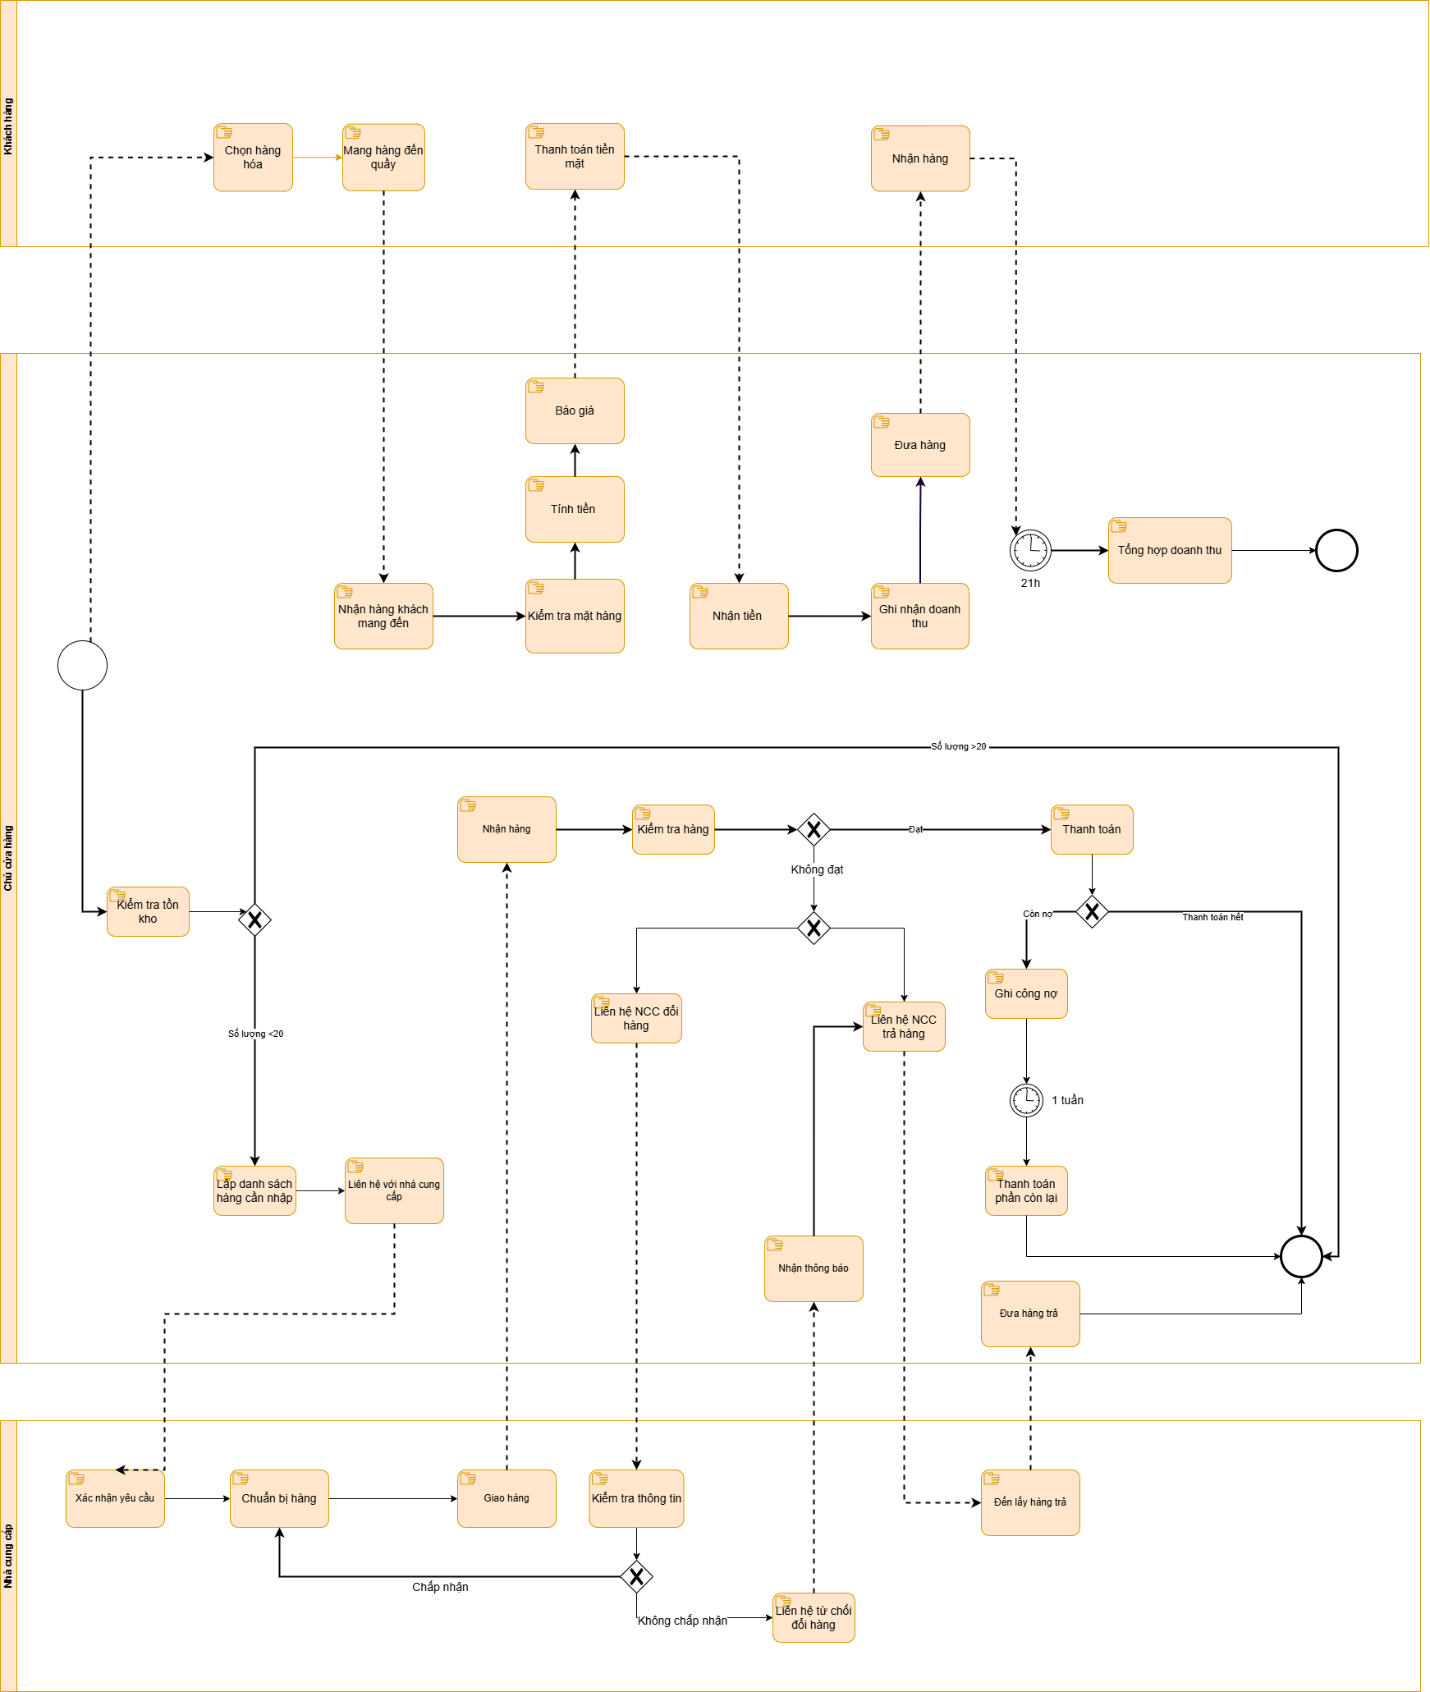 Khách hàng
Chọn hàng
hóa
Mang hàng đến
quầy
Thanh toán tiền
mặt
Nhận hàng
Chủ cửa hàng
Báo giá
Đưa hàng
Tính tiền
Tổng hợp doanh thu
21h
Nhận hàng khách
mang đến
Kiểm tra mặt hàng
Nhận tiền
Ghi nhận doanh
thu
Số lượng >20
Nhận hàng
Kiểm tra hàng
Đạt
Thanh toán
Không đạt
Kiểm tra tồn
kho
Còn nợ
Thanh toán hết
Ghi công nợ
Liên hệ NCC đổi
hàng
Liên hệ NCC
trả hàng
Số lượng <20
1 tuần
Lập danh sách
hàng cần nhập
Liên hệ với nhà cung
cấp
Thanh toán
phần còn lại
Nhận thông báo
Đưa hàng trả
Nhà cung cấp
Xác nhận yêu cầu
Chuẩn bị hàng
Giao hàng
Kiểm tra thông tin
Đến lấy hàng trả
Chấp nhận
Không chấp nhận
Liên hệ từ chối
đổi hàng